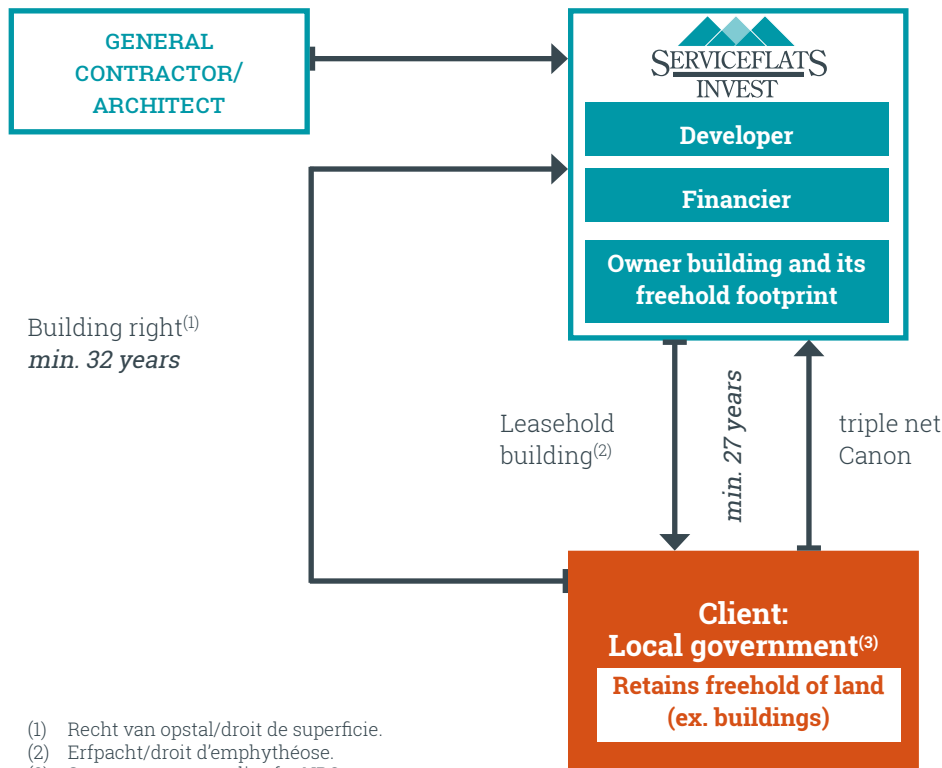 GENERAL
CONTRACTOR/
ARCHITECT
SERVICEFLATS
INVEST
Developer
Financier
Owner building and its
freehold footprint
Building right(1)
min. 32 years
Leasehold
building(2)
min. 27 years
triple net
Canon
Client:
Local government(3)
Retains freehold of land
(ex. buildings)
(1) Recht van opstal/droit de superficie.
(2) Erfpacht/droit d'emphythéose.